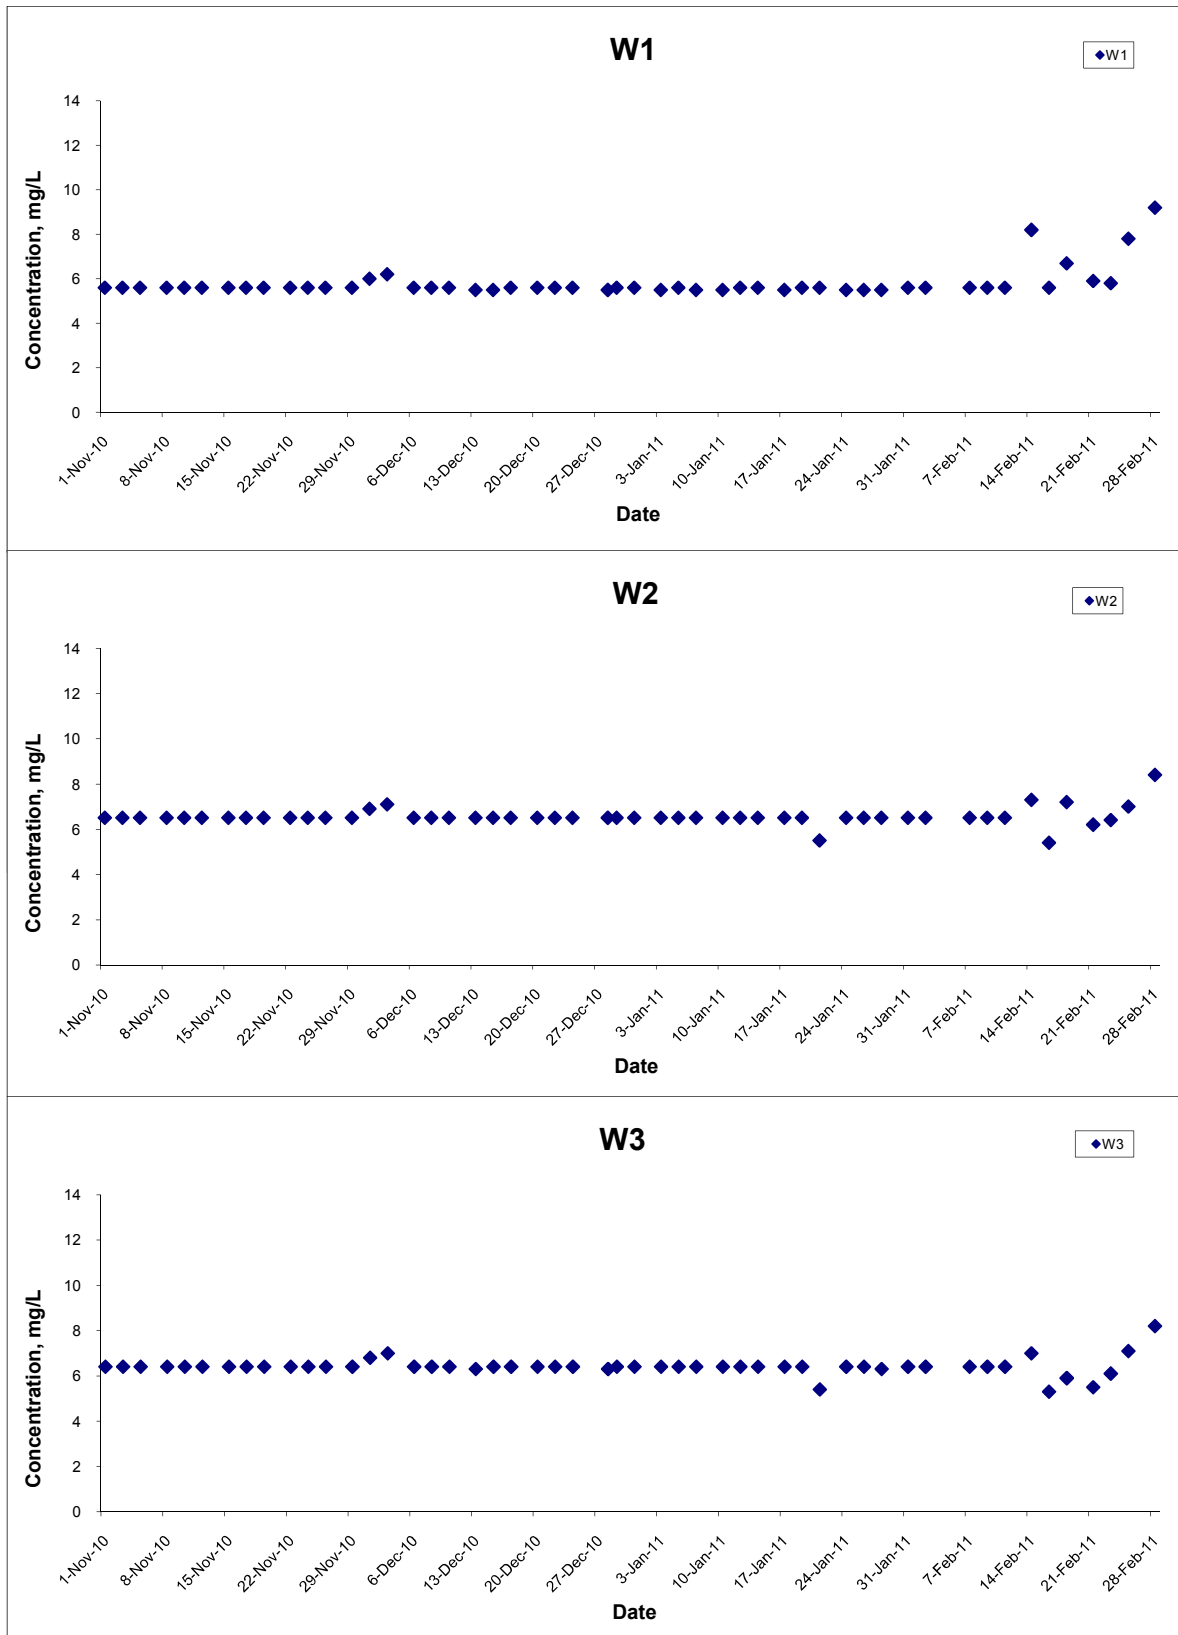 W1
W1
Concentration, mg/L
14
12
10
8
6
4
2
0
1-Nov-10
8-Nov-10
15-Nov-10
22-Nov-10
29-Nov-10
6-Dec-10
13-Dec-10
20-Dec-10
27-Dec-10
3-Jan-11
10-Jan-11
17-Jan-11
24-Jan-11
31-Jan-11
7-Feb-11
14-Feb-11
21-Feb-11
28-Feb-11
Date
W2
W2
Concentration, mg/L
14
12
10
8
6
4
2
0
1-Nov-10
8-Nov-10
15-Nov-10
22-Nov-10
29-Nov-10
6-Dec-10
13-Dec-10
20-Dec-10
27-Dec-10
3-Jan-11
10-Jan-11
17-Jan-11
24-Jan-11
31-Jan-11
7-Feb-11
14-Feb-11
21-Feb-11
28-Feb-11
Date
W3
W3
Concentration, mg/L
14
12
10
8
6
4
2
0
1-Nov-10
8-Nov-10
15-Nov-10
22-Nov-10
29-Nov-10
6-Dec-10
13-Dec-10
20-Dec-10
27-Dec-10
3-Jan-11
10-Jan-11
17-Jan-11
24-Jan-11
31-Jan-11
7-Feb-11
14-Feb-11
21-Feb-11
28-Feb-11
Date